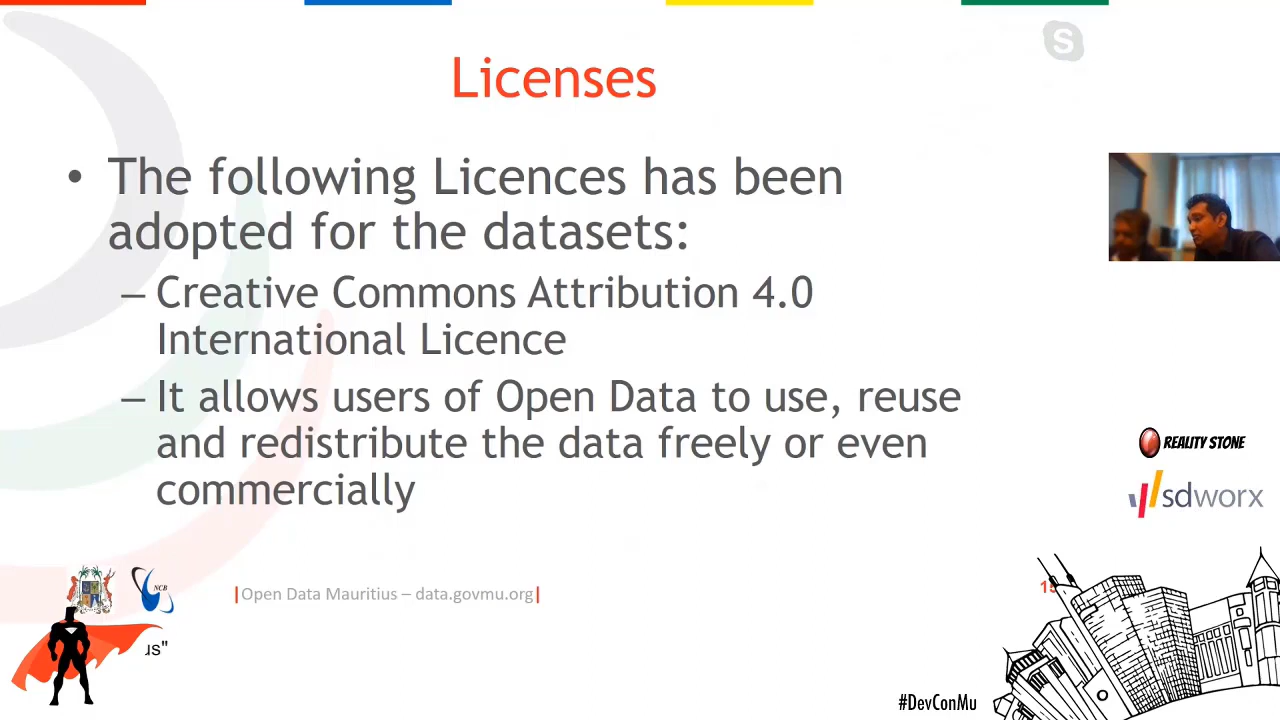 S
Licenses
• The following Licences has been
adopted for the datasets:
– Creative Commons Attribution 4.0
International Licence
– It allows users of Open Data to use, reuse
and redistribute the data freely or even
commercially
REALITY STONE
sdworx
NCB
|Open Data Mauritius – data.govmu.org|
us"
#DevConMu